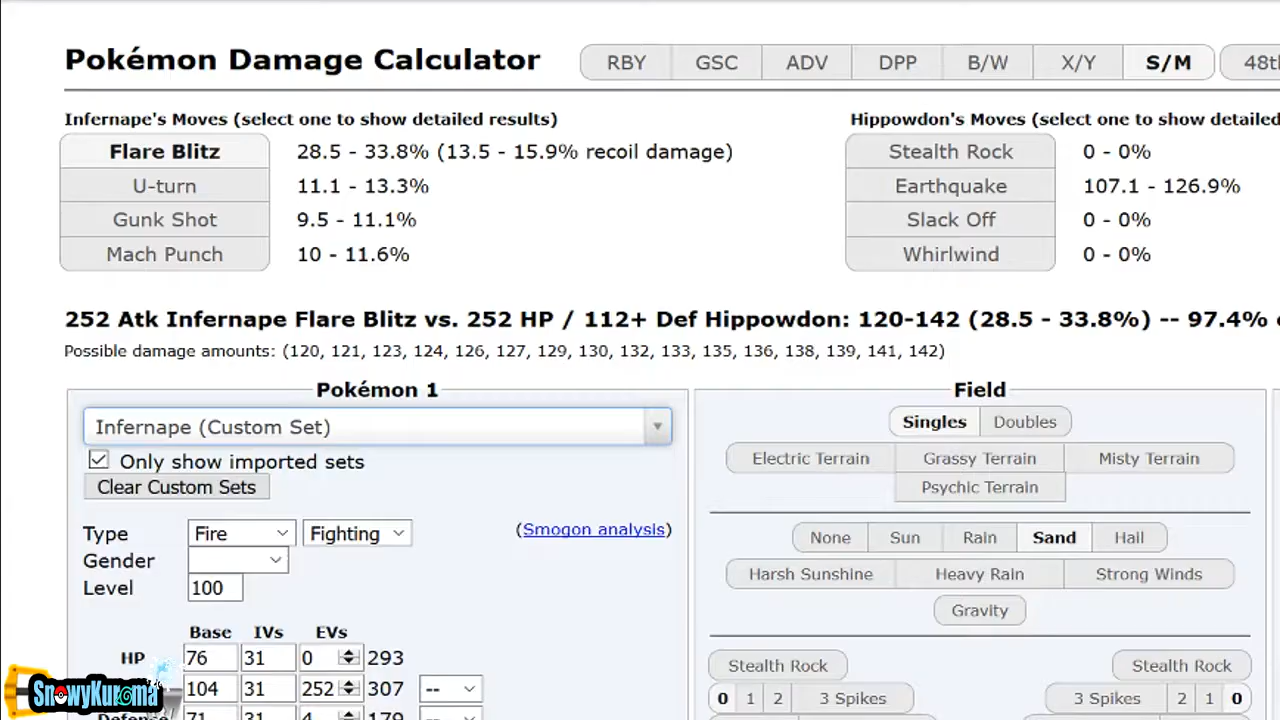 Pokémon Damage Calculator
RBY GSC ADV DPP B/W X/Y S/M 48th
Infernape's Moves (select one to show detailed results)
Flare Blitz 28.5 - 33.8% (13.5 - 15.9% recoil damage)
U-turn 11.1 - 13.3%
Gunk Shot 9.5 - 11.1%
Mach Punch 10 - 11.6%
Hippowdon's Moves (select one to show detailed
Stealth Rock 0 - 0%
Earthquake 107.1 - 126.9%
Slack Off 0 - 0%
Whirlwind 0 - 0%
252 Atk Infernape Flare Blitz vs. 252 HP / 112+ Def Hippowdon: 120-142 (28.5 - 33.8%) -- 97.4%
Possible damage amounts: (120, 121, 123, 124, 126, 127, 129, 130, 132, 133, 135, 136, 138, 139, 141, 142)
Pokémon 1
Infernape (Custom Set)
Only show imported sets
Clear Custom Sets
Type Fire Fighting (Smogon analysis)
Gender
Level 100
Base IVs EVs
HP 76 31 0 293
104 31 252 307 --
Defense 71 31 4 179 --
Field
Singles Doubles
Electric Terrain Grassy Terrain Misty Terrain
Psychic Terrain
None Sun Rain Sand Hail
Harsh Sunshine Heavy Rain Strong Winds
Gravity
Stealth Rock Stealth Rock
0 1 2 3 Spikes 3 Spikes 2 1 0
SnowyKuroma